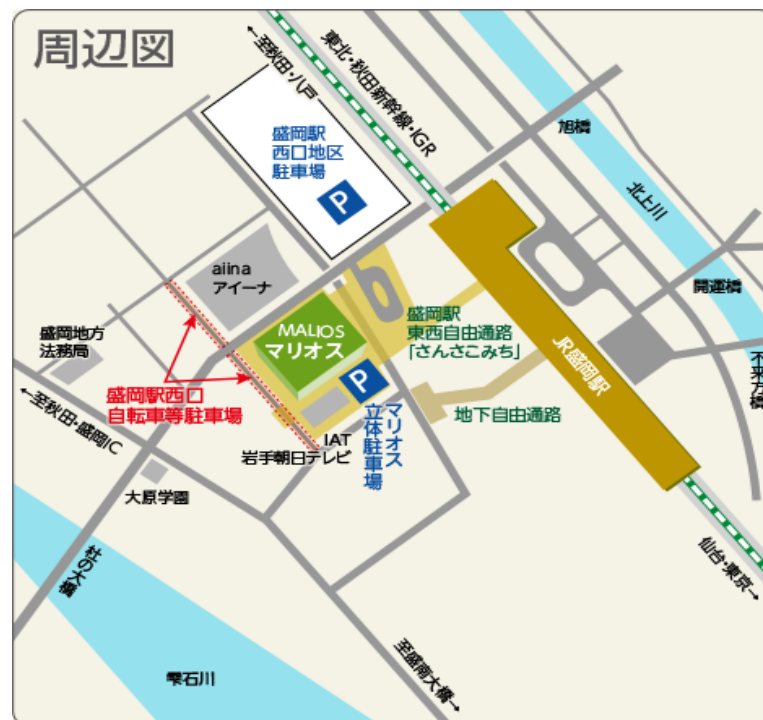 周辺図
←至秋田・八戸
東北・秋田新幹線・IGR
旭橋
北上川
開運橋
不来方橋
盛岡駅
西口地区
駐車場
P
aiina
アイーナ
MALIOS
マリオス
盛岡駅
東西自由通路
「さんさこみち」
JR盛岡駅
盛岡地方
法務局
盛岡駅西口
自転車等駐車場
P
マリオス
立体駐車場
地下自由通路
←至秋田・盛岡IC
IAT
岩手朝日テレビ
大原学園
杜の大橋
仙台・東京→
雫石川
至盛南大橋→